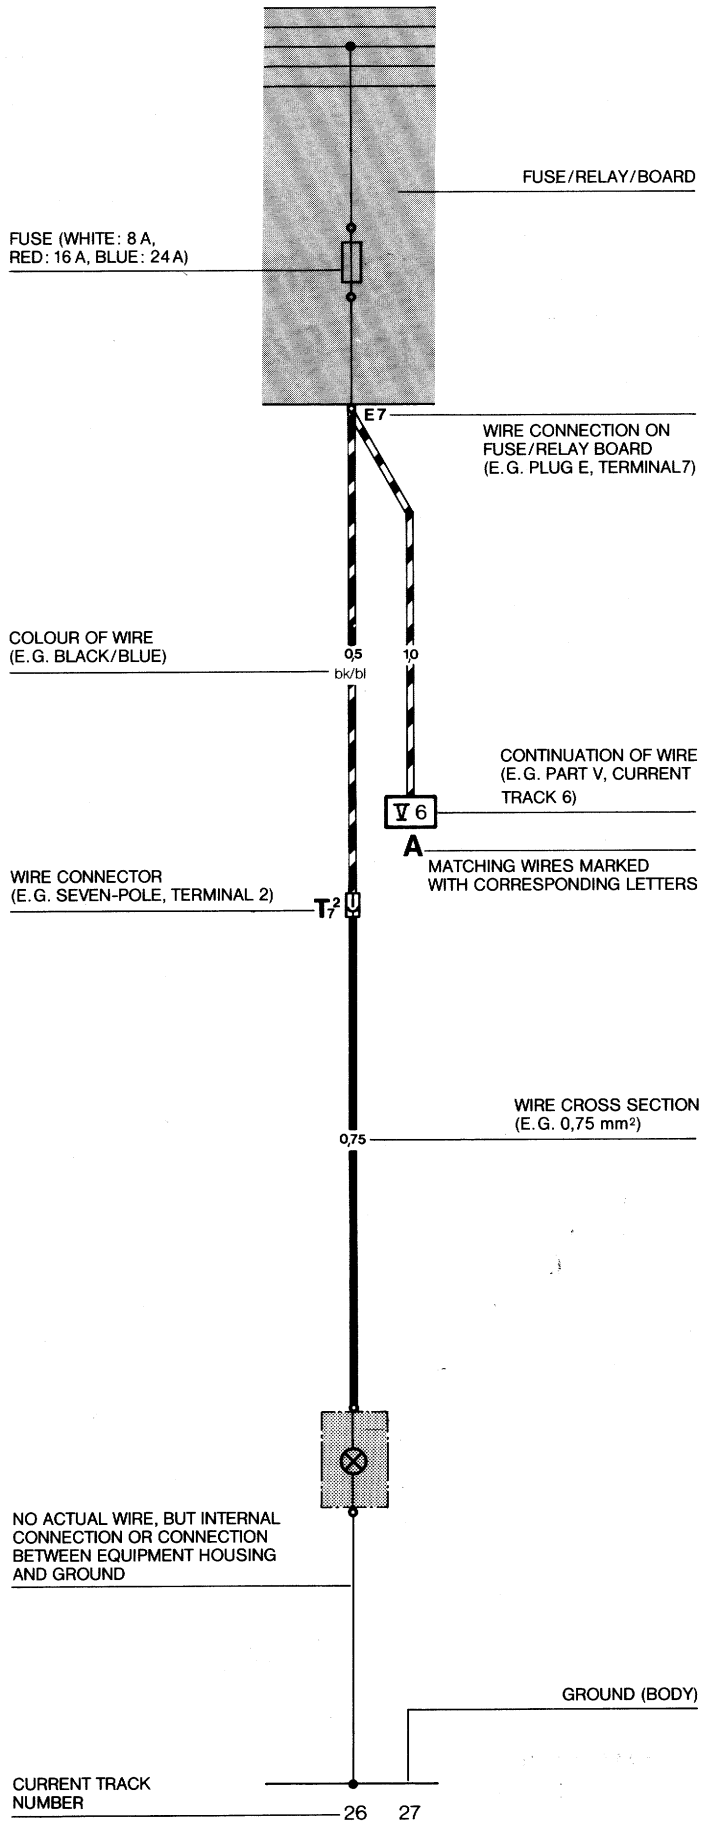 FUSE/RELAY/BOARD
FUSE (WHITE: 8 A,
RED: 16 A, BLUE: 24 A)
E7
WIRE CONNECTION ON
FUSE/RELAY BOARD
(E.G. PLUG E, TERMINAL 7)
COLOUR OF WIRE
(E.G. BLACK/BLUE)
0,5
1,0
bk/bl
CONTINUATION OF WIRE
(E.G. PART V, CURRENT
TRACK 6)
V 6
A
MATCHING WIRES MARKED
WITH CORRESPONDING LETTERS
WIRE CONNECTOR
(E.G. SEVEN-POLE, TERMINAL 2)
T₇²
WIRE CROSS SECTION
(E.G. 0,75 mm²)
0,75
NO ACTUAL WIRE, BUT INTERNAL
CONNECTION OR CONNECTION
BETWEEN EQUIPMENT HOUSING
AND GROUND
GROUND (BODY)
CURRENT TRACK
NUMBER
26 27